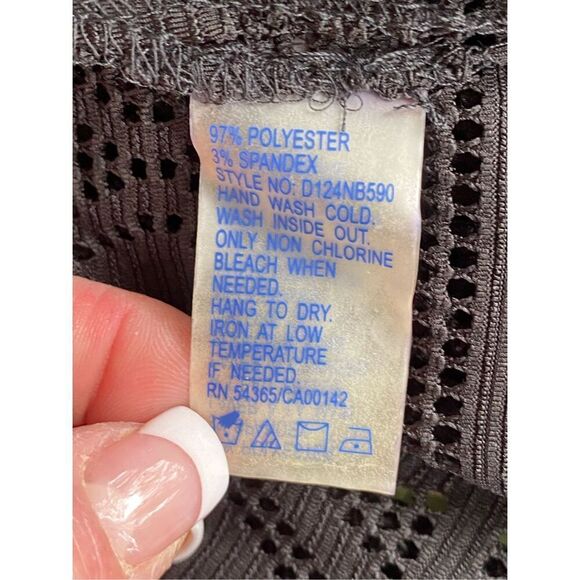 97% POLYESTER
3% SPANDEX
STYLE NO: D124NB590
HAND WASH COLD.
WASH INSIDE OUT.
ONLY NON CHLORINE
BLEACH WHEN
NEEDED.
HANG TO DRY.
IRON AT LOW
TEMPERATURE
IF NEEDED.
RN 54365/CA00142